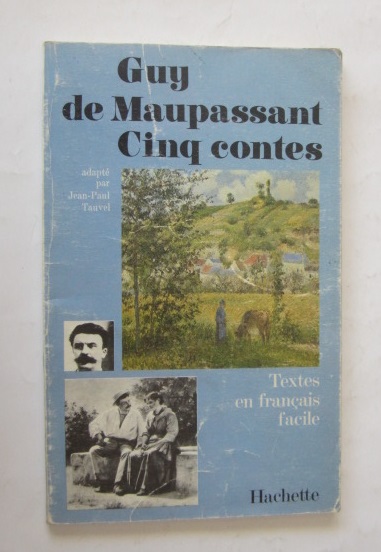 Guy
de Maupassant
Cinq contes
adapté
par
Jean-Paul
Tauvel
Textes
en français
facile
Hachette